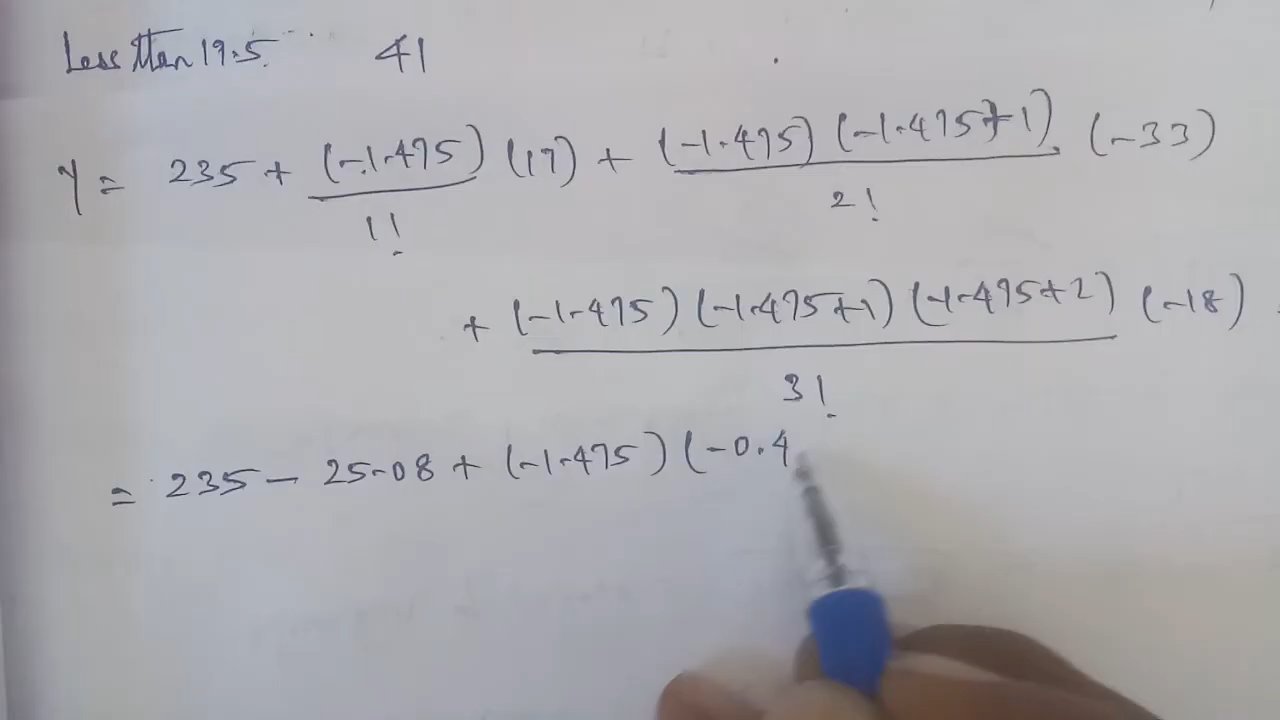 Less than 19.5 41
Y = 235 + (-1.475)/1! (17) + (-1.475) (-1.475+1)/2! (-33)
+ (-1.475) (-1.475+1) (-1.475+2)/3! (-18)
= 235 - 25.08 + (-1.475) (-0.4